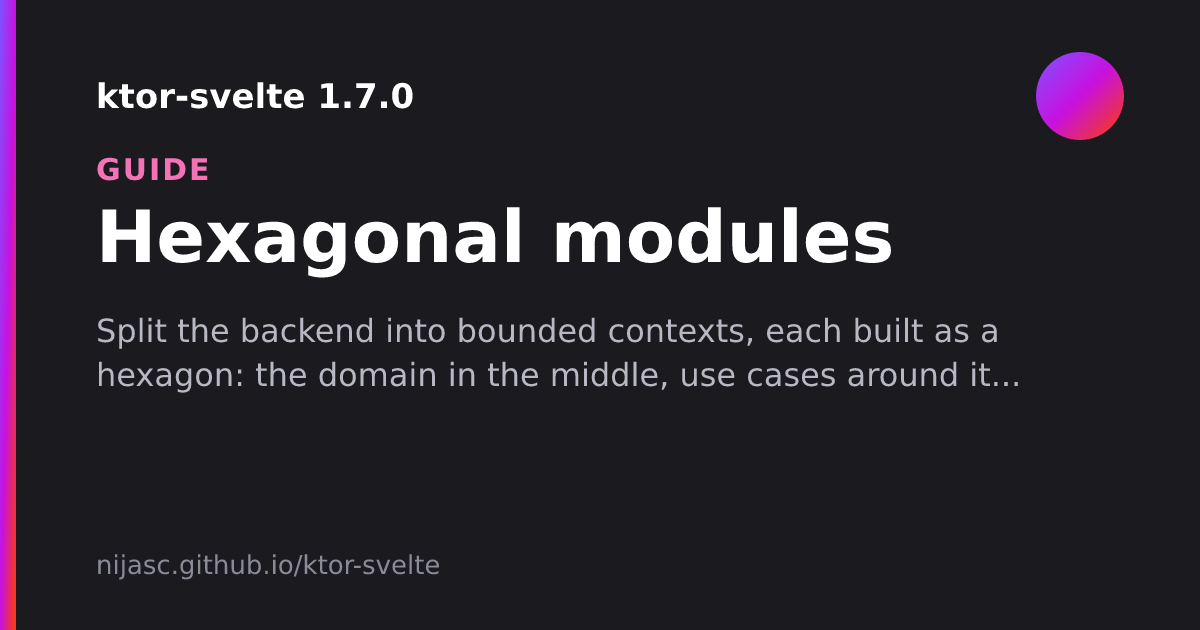 ktor-svelte 1.7.0
GUIDE
Hexagonal modules
Split the backend into bounded contexts, each built as a
hexagon: the domain in the middle, use cases around it...
nijasc.github.io/ktor-svelte